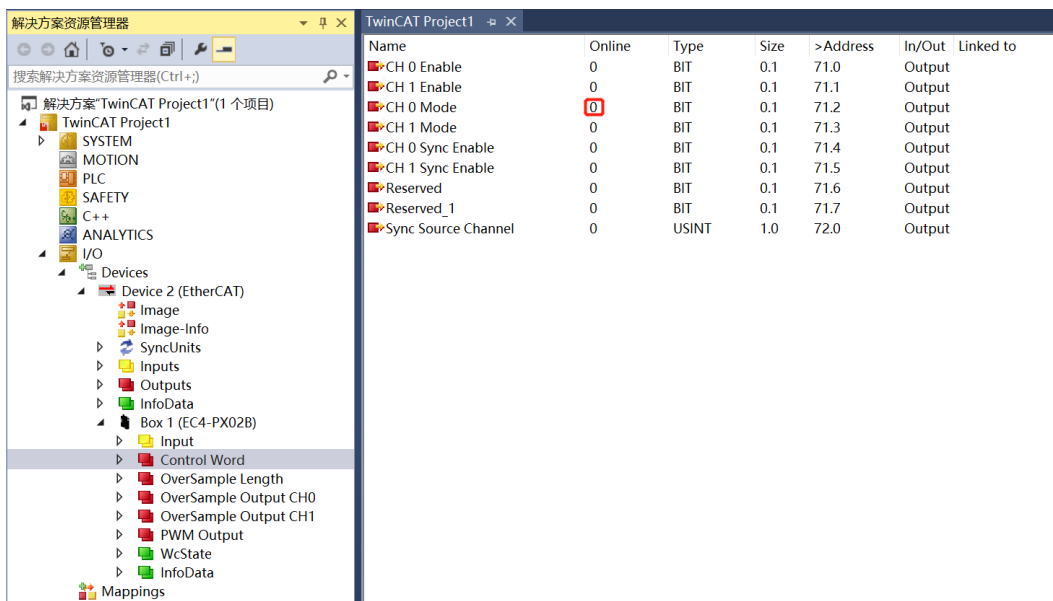 解决方案资源管理器
搜索解决方案资源管理器(Ctrl+;)
解决方案"TwinCAT Project1"(1 个项目)
TwinCAT Project1
SYSTEM
MOTION
PLC
SAFETY
C++
ANALYTICS
I/O
Devices
Device 2 (EtherCAT)
Image
Image-Info
SyncUnits
Inputs
Outputs
InfoData
Box 1 (EC4-PX02B)
Input
Control Word
OverSample Length
OverSample Output CH0
OverSample Output CH1
PWM Output
WcState
InfoData
Mappings
TwinCAT Project1
Name Online Type Size >Address In/Out Linked to
CH 0 Enable 0 BIT 0.1 71.0 Output
CH 1 Enable 0 BIT 0.1 71.1 Output
CH 0 Mode 0 BIT 0.1 71.2 Output
CH 1 Mode 0 BIT 0.1 71.3 Output
CH 0 Sync Enable 0 BIT 0.1 71.4 Output
CH 1 Sync Enable 0 BIT 0.1 71.5 Output
Reserved 0 BIT 0.1 71.6 Output
Reserved_1 0 BIT 0.1 71.7 Output
Sync Source Channel 0 USINT 1.0 72.0 Output